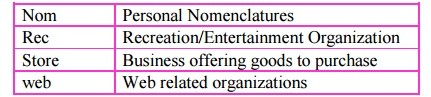 Nom Personal Nomenclatures
Rec Recreation/Entertainment Organization
Store Business offering goods to purchase
web Web related organizations